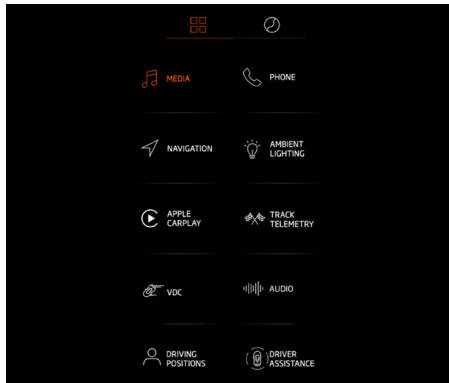 MEDIA
PHONE
NAVIGATION
AMBIENT
LIGHTING
APPLE
CARPLAY
TRACK
TELEMETRY
VDC
AUDIO
DRIVING
POSITIONS
DRIVER
ASSISTANCE